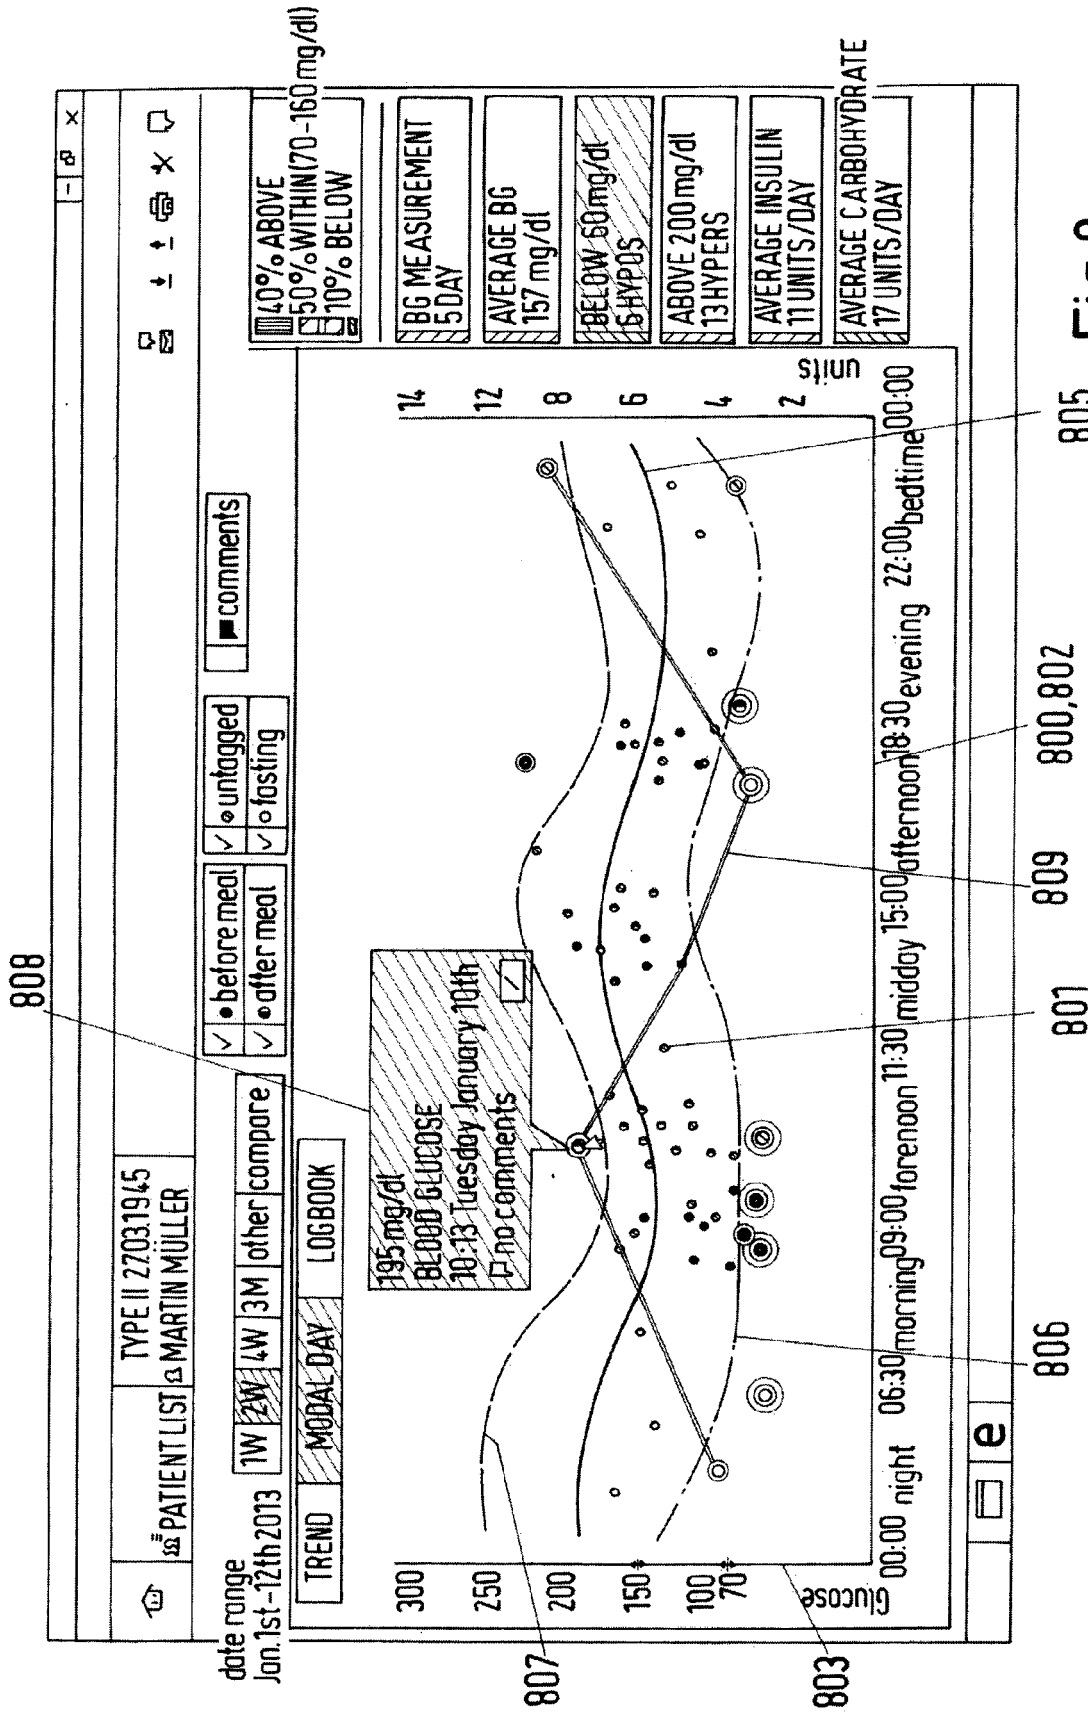 808
PATIENT LIST
TYPE II 27.03.1945
MARTIN MÜLLER
date range
Jan.1st-12th 2013
1W 2W 4W 3M other compare
✓ before meal
✓ after meal
✓ untagged
✓ fasting
comments
TREND MODAL DAY LOGBOOK
40% ABOVE
50% WITHIN (70-160 mg/dl)
10% BELOW
195 mg/dl
BLOOD GLUCOSE
10:13 Tuesday January 10th
no comments
BG MEASUREMENT
5 DAY
AVERAGE BG
157 mg/dl
BELOW 60mg/dl
6 HYPOS
ABOVE 200mg/dl
13 HYPERS
AVERAGE INSULIN
11 UNITS/DAY
AVERAGE CARBOHYDRATE
17 UNITS/DAY
300
250
200
150
100
70
Glucose
14
12
8
6
4
2
units
00:00 night 06:30 morning 09:00 forenoon 11:30 midday 15:00 afternoon 18:30 evening 22:00 bedtime 00:00
e
807
803
806
801
809
800,802
805